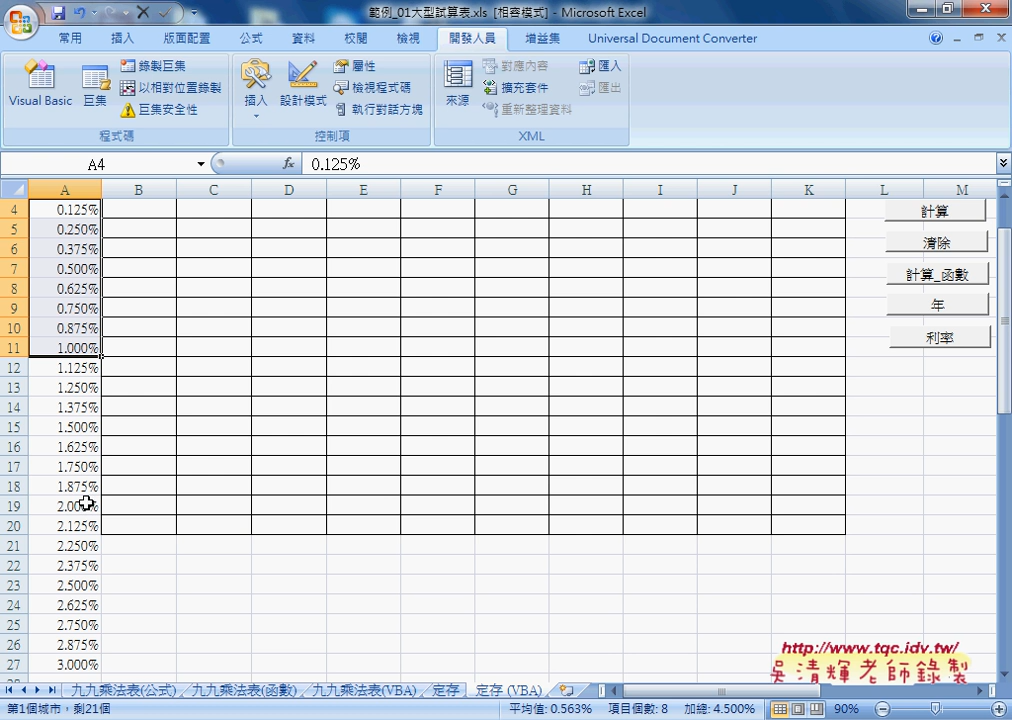 範例_01大型試算表.xls [相容模式] - Microsoft Excel
常用 插入 版面配置 公式 資料 校閱 檢視 開發人員 增益集 Universal Document Converter
Visual Basic 巨集 錄製巨集 以相對位置錄製 巨集安全性 程式碼
插入 設計模式 屬性 檢視程式碼 執行對話方塊 控制項
來源 對應內容 擴充套件 重新整理資料 匯入 匯出 XML
A4 fx 0.125%
A B C D E F G H I J K L M
4 0.125% 計算
5 0.250%
6 0.375% 清除
7 0.500% 計算_函數
8 0.625%
9 0.750% 年
10 0.875%
11 1.000% 利率
12 1.125%
13 1.250%
14 1.375%
15 1.500%
16 1.625%
17 1.750%
18 1.875%
19 2.00
20 2.125%
21 2.250%
22 2.375%
23 2.500%
24 2.625%
25 2.750%
26 2.875%
27 3.000%
http://www.tqc.idv.tw/
吳清輝老師錄製
九九乘法表(公式) 九九乘法表(函數) 九九乘法表(VBA) 定存 定存 (VBA)
第1個城市，剩21個 平均值: 0.563% 項目個數: 8 加總: 4.500% 90%